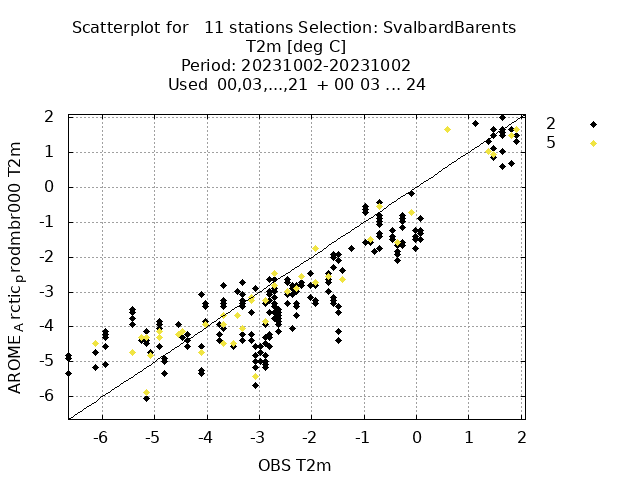 Scatterplot for 11 stations Selection: SvalbardBarents
T2m [deg C]
Period: 20231002-20231002
Used 00,03,...,21 + 00 03 ... 24
2
5
AROME_Arctic_prodmbr000 T2m
2
1
0
-1
-2
-3
-4
-5
-6
-6 -5 -4 -3 -2 -1 0 1 2
OBS T2m